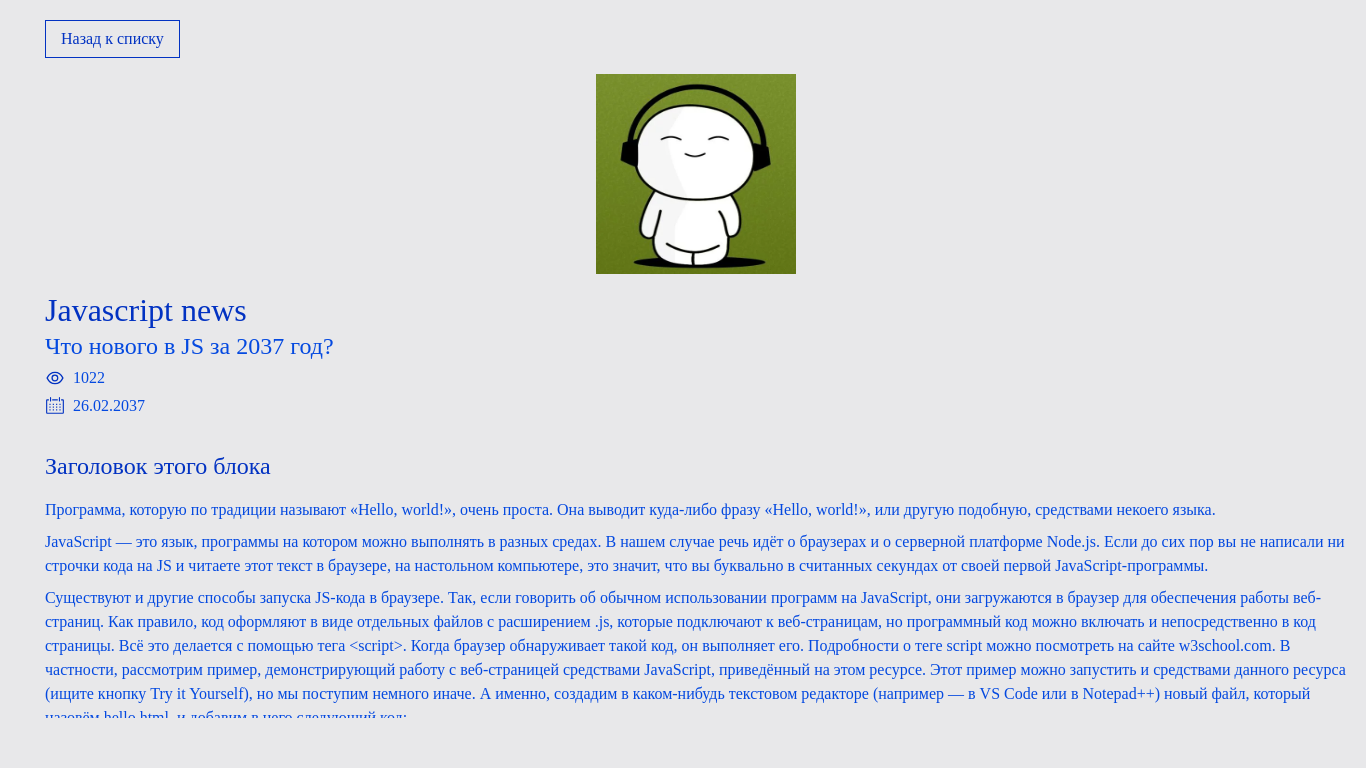 Назад к списку
Javascript news
Что нового в JS за 2037 год?
1022
26.02.2037
Заголовок этого блока
Программа, которую по традиции называют «Hello, world!», очень проста. Она выводит куда-либо фразу «Hello, world!», или другую подобную, средствами некоего языка.
JavaScript — это язык, программы на котором можно выполнять в разных средах. В нашем случае речь идёт о браузерах и о серверной платформе Node.js. Если до сих пор вы не написали ни
строчки кода на JS и читаете этот текст в браузере, на настольном компьютере, это значит, что вы буквально в считанных секундах от своей первой JavaScript-программы.
Существуют и другие способы запуска JS-кода в браузере. Так, если говорить об обычном использовании программ на JavaScript, они загружаются в браузер для обеспечения работы веб-
страниц. Как правило, код оформляют в виде отдельных файлов с расширением .js, которые подключают к веб-страницам, но программный код можно включать и непосредственно в код
страницы. Всё это делается с помощью тега <script>. Когда браузер обнаруживает такой код, он выполняет его. Подробности о теге script можно посмотреть на сайте w3school.com. В
частности, рассмотрим пример, демонстрирующий работу с веб-страницей средствами JavaScript, приведённый на этом ресурсе. Этот пример можно запустить и средствами данного ресурса
(ищите кнопку Try it Yourself), но мы поступим немного иначе. А именно, создадим в каком-нибудь текстовом редакторе (например — в VS Code или в Notepad++) новый файл, который
назовём hello.html, и добавим в него следующий код: